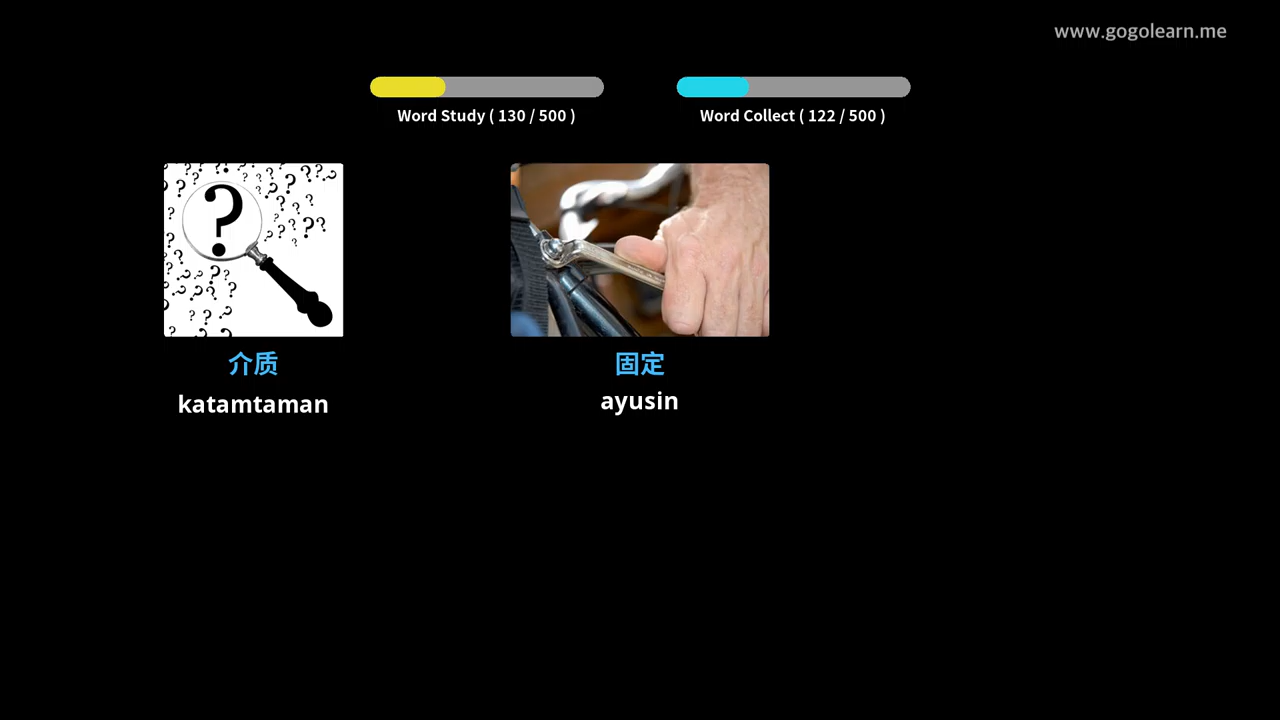 www.gogolearn.me
Word Study ( 130 / 500 )
Word Collect ( 122 / 500 )
介质
katamtaman
固定
ayusin